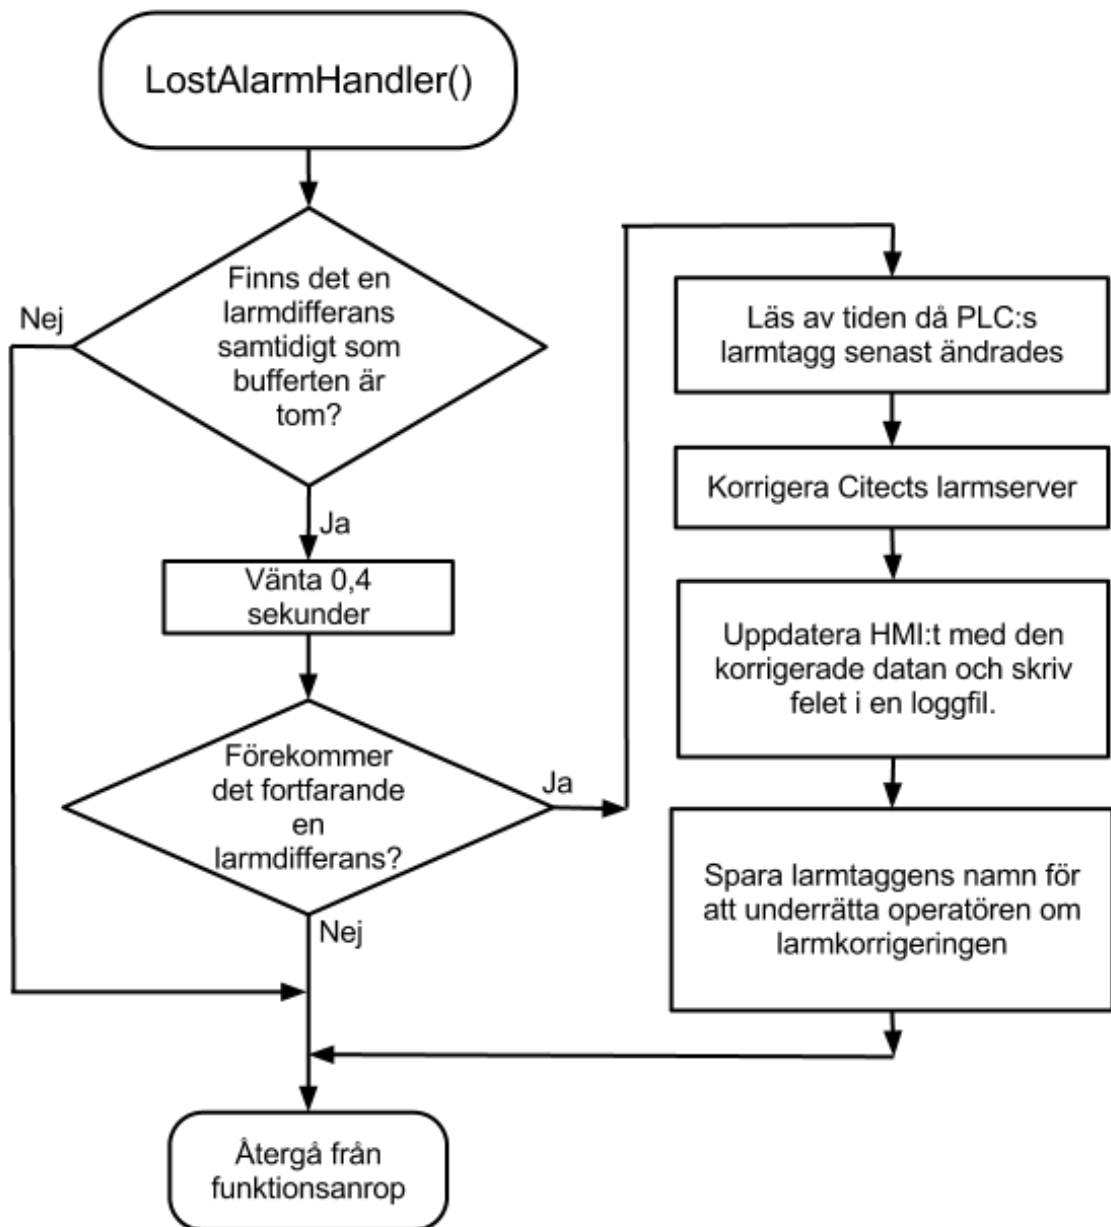 LostAlarmHandler()
Finns det en
larmdifferans
samtidigt som
bufferten är
tom?
Nej
Ja
Vänta 0,4
sekunder
Förekommer
det fortfarande
en
larmdifferans?
Ja
Nej
Läs av tiden då PLC:s
larmtagg senast ändrades
Korrigera Citects larmserver
Uppdatera HMI:t med den
korrigerade datan och skriv
felet i en loggfil.
Spara larmtaggens namn för
att underrätta operatören om
larmkorrigeringen
Återgå från
funktionsanrop